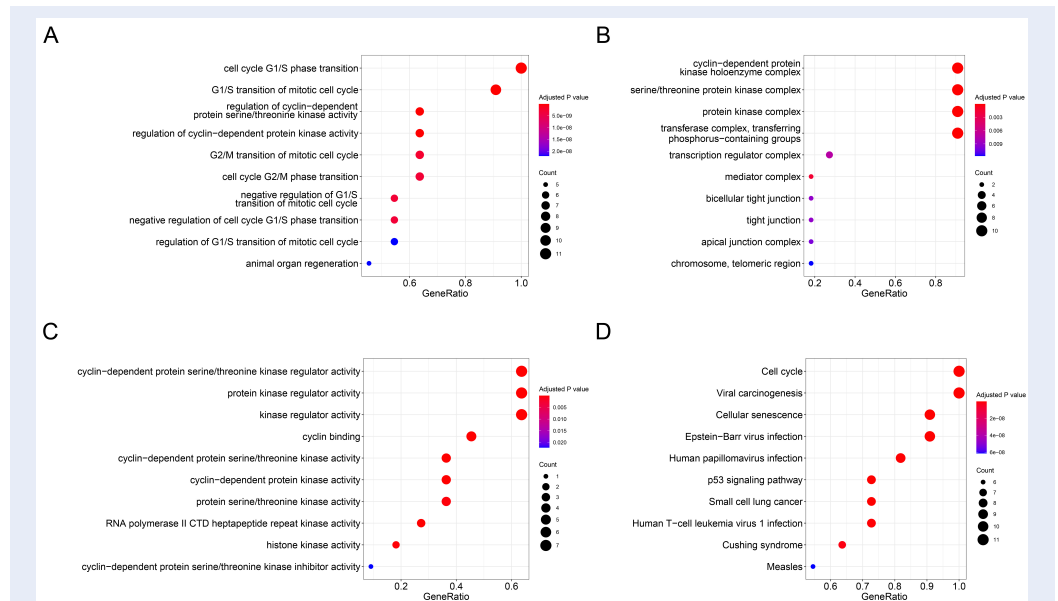 A
cell cycle G1/S phase transition
G1/S transition of mitotic cell cycle
regulation of cyclin−dependent
protein serine/threonine kinase activity
regulation of cyclin−dependent protein kinase activity
G2/M transition of mitotic cell cycle
cell cycle G2/M phase transition
negative regulation of G1/S
transition of mitotic cell cycle
negative regulation of cell cycle G1/S phase transition
regulation of G1/S transition of mitotic cell cycle
animal organ regeneration
0.6 0.8 1.0
GeneRatio
Adjusted P value
5.0e−09
1.0e−08
1.5e−08
2.0e−08
Count
5
6
7
8
9
10
11
B
cyclin−dependent protein
kinase holoenzyme complex
serine/threonine protein kinase complex
protein kinase complex
transferase complex, transferring
phosphorus−containing groups
transcription regulator complex
mediator complex
bicellular tight junction
tight junction
apical junction complex
chromosome, telomeric region
0.2 0.4 0.6 0.8
GeneRatio
Adjusted P value
0.003
0.006
0.009
Count
2
4
6
8
10
C
cyclin−dependent protein serine/threonine kinase regulator activity
protein kinase regulator activity
kinase regulator activity
cyclin binding
cyclin−dependent protein serine/threonine kinase activity
cyclin−dependent protein kinase activity
protein serine/threonine kinase activity
RNA polymerase II CTD heptapeptide repeat kinase activity
histone kinase activity
cyclin−dependent protein serine/threonine kinase inhibitor activity
0.2 0.4 0.6
GeneRatio
Adjusted P value
0.005
0.010
0.015
0.020
Count
1
2
3
4
5
6
7
D
Cell cycle
Viral carcinogenesis
Cellular senescence
Epstein−Barr virus infection
Human papillomavirus infection
p53 signaling pathway
Small cell lung cancer
Human T−cell leukemia virus 1 infection
Cushing syndrome
Measles
0.6 0.7 0.8 0.9 1.0
GeneRatio
Adjusted P value
2e−08
4e−08
6e−08
Count
6
7
8
9
10
11